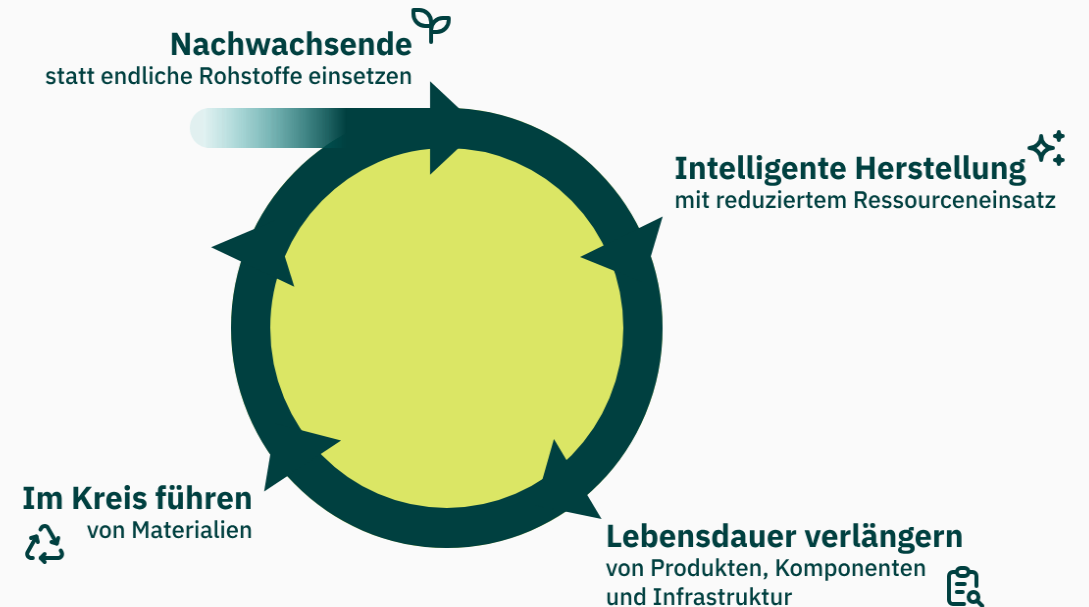 Nachwachsende
statt endliche Rohstoffe einsetzen
Intelligente Herstellung
mit reduziertem Ressourceneinsatz
Lebensdauer verlängern
von Produkten, Komponenten
und Infrastruktur
Im Kreis führen
von Materialien